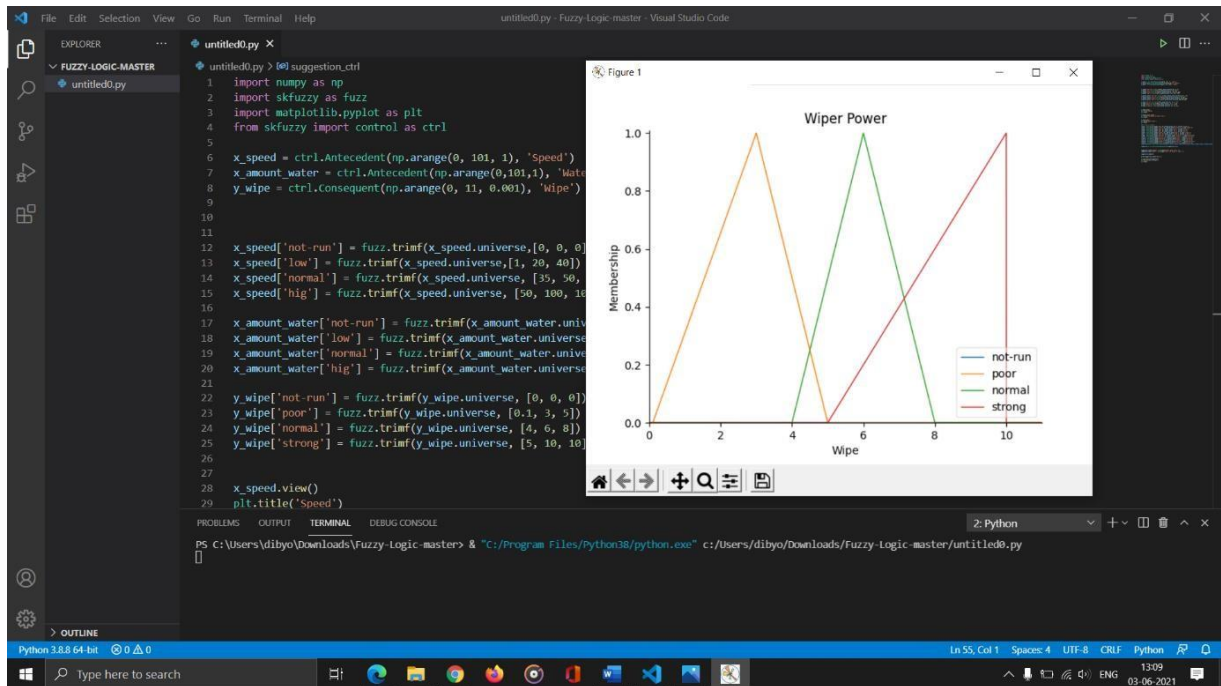 File Edit Selection View Go Run Terminal Help
untitled0.py - Fuzzy-Logic-master - Visual Studio Code
EXPLORER
FUZZY-LOGIC-MASTER
untitled0.py
OUTLINE
untitled0.py
untitled0.py > suggestion_ctrl
1 import numpy as np
2 import skfuzzy as fuzz
3 import matplotlib.pyplot as plt
4 from skfuzzy import control as ctrl
5
6 x_speed = ctrl.Antecedent(np.arange(0, 101, 1), 'Speed')
7 x_amount_water = ctrl.Antecedent(np.arange(0,101,1), 'Wate
8 y_wipe = ctrl.Consequent(np.arange(0, 11, 0.001), 'Wipe')
9
10
11
12 x_speed['not-run'] = fuzz.trimf(x_speed.universe,[0, 0, 0]
13 x_speed['low'] = fuzz.trimf(x_speed.universe,[1, 20, 40])
14 x_speed['normal'] = fuzz.trimf(x_speed.universe, [35, 50,
15 x_speed['hig'] = fuzz.trimf(x_speed.universe, [50, 100, 10
16
17 x_amount_water['not-run'] = fuzz.trimf(x_amount_water.univ
18 x_amount_water['low'] = fuzz.trimf(x_amount_water.universe
19 x_amount_water['normal'] = fuzz.trimf(x_amount_water.unive
20 x_amount_water['hig'] = fuzz.trimf(x_amount_water.universe
21
22 y_wipe['not-run'] = fuzz.trimf(y_wipe.universe, [0, 0, 0])
23 y_wipe['poor'] = fuzz.trimf(y_wipe.universe, [0.1, 3, 5])
24 y_wipe['normal'] = fuzz.trimf(y_wipe.universe, [4, 6, 8])
25 y_wipe['strong'] = fuzz.trimf(y_wipe.universe, [5, 10, 10]
26
27
28 x_speed.view()
29 plt.title('Speed')
Figure 1
Wiper Power
Membership
1.0
0.8
0.6
0.4
0.2
0.0
0 2 4 6 8 10
Wipe
not-run
poor
normal
strong
PROBLEMS OUTPUT TERMINAL DEBUG CONSOLE
2: Python
PS C:\Users\dibyo\Downloads\Fuzzy-Logic-master> & "C:/Program Files/Python38/python.exe" c:/Users/dibyo/Downloads/Fuzzy-Logic-master/untitled0.py
Python 3.8.8 64-bit 0 0
Ln 55, Col 1 Spaces: 4 UTF-8 CRLF Python
Type here to search
ENG
13:09
03-06-2021